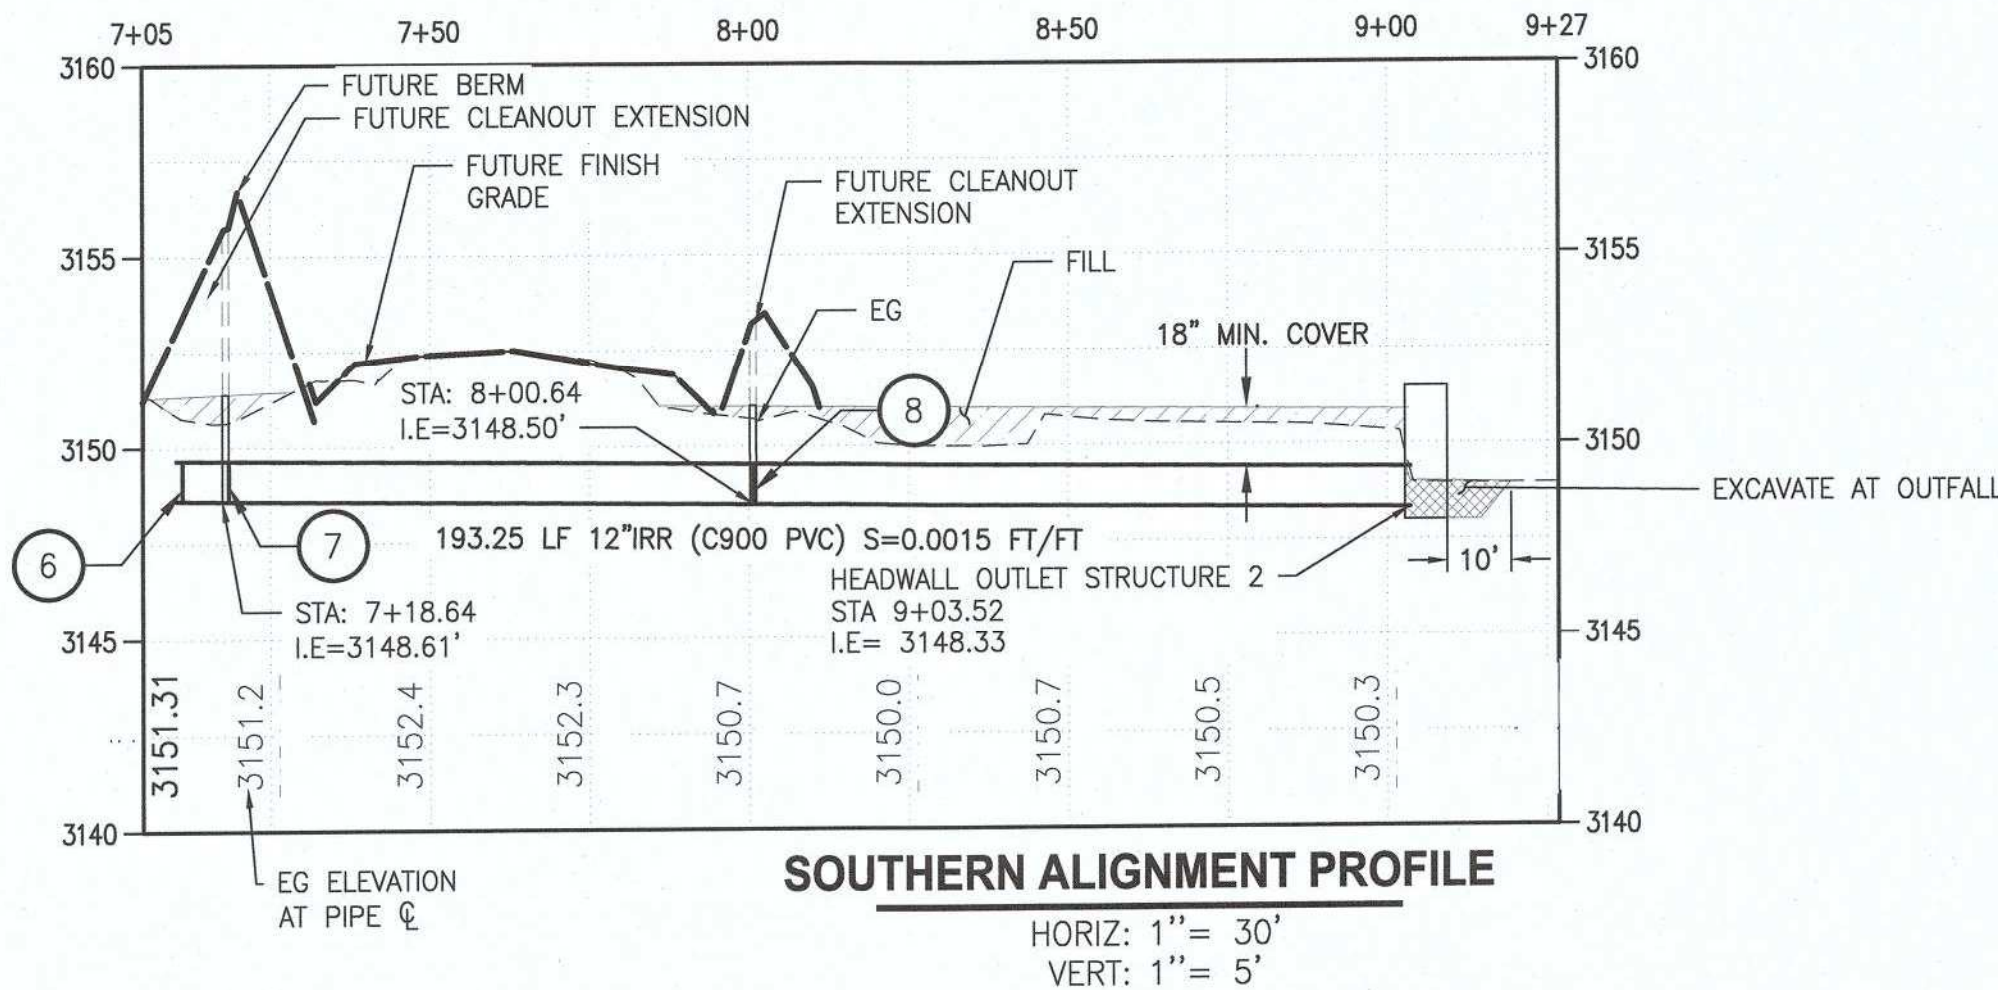 7+05 7+50 8+00 8+50 9+00 9+27
3160 3160
FUTURE BERM
FUTURE CLEANOUT EXTENSION
FUTURE FINISH
GRADE
FUTURE CLEANOUT
EXTENSION
3155 3155
FILL
EG
18" MIN. COVER
STA: 8+00.64
I.E=3148.50'
8
3150 3150
EXCAVATE AT OUTFALL
6
7
193.25 LF 12"IRR (C900 PVC) S=0.0015 FT/FT
10'
HEADWALL OUTLET STRUCTURE 2
STA 9+03.52
I.E= 3148.33
STA: 7+18.64
I.E=3148.61'
3145 3145
3151.31
3151.2
3152.4
3152.3
3150.7
3150.0
3150.7
3150.5
3150.3
3140 3140
EG ELEVATION
AT PIPE ℄
SOUTHERN ALIGNMENT PROFILE
HORIZ: 1''= 30'
VERT: 1''= 5'